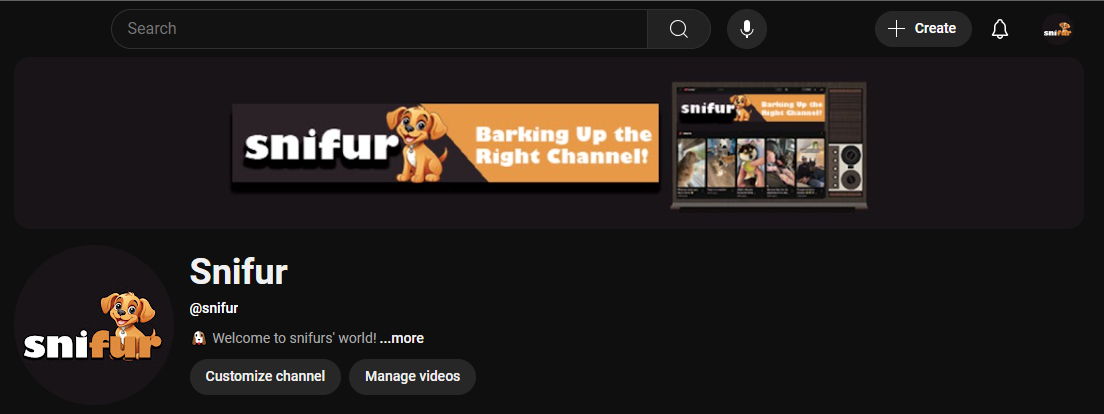 Search
Create
snifur
snifur
Barking Up the
Right Channel!
snifur
Barking Up the
Right Channel!
snifur
Snifur
@snifur
Welcome to snifurs' world! ...more
Customize channel
Manage videos